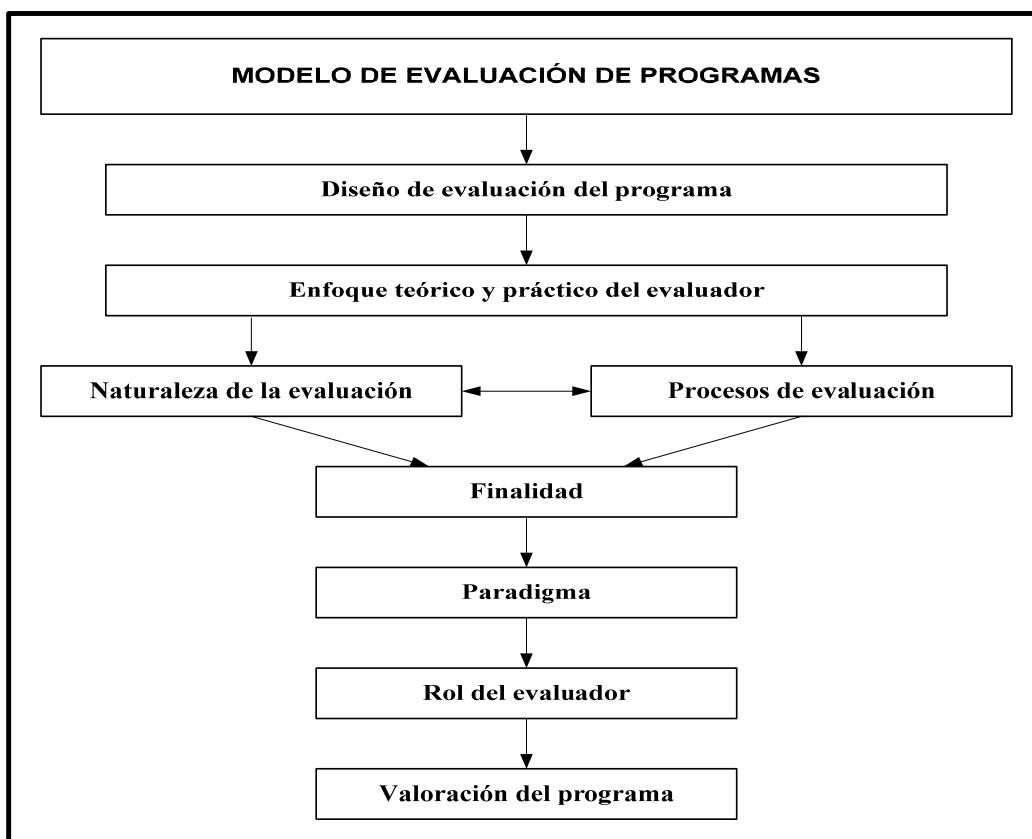 MODELO DE EVALUACIÓN DE PROGRAMAS
Diseño de evaluación del programa
Enfoque teórico y práctico del evaluador
Naturaleza de la evaluación
Procesos de evaluación
Finalidad
Paradigma
Rol del evaluador
Valoración del programa